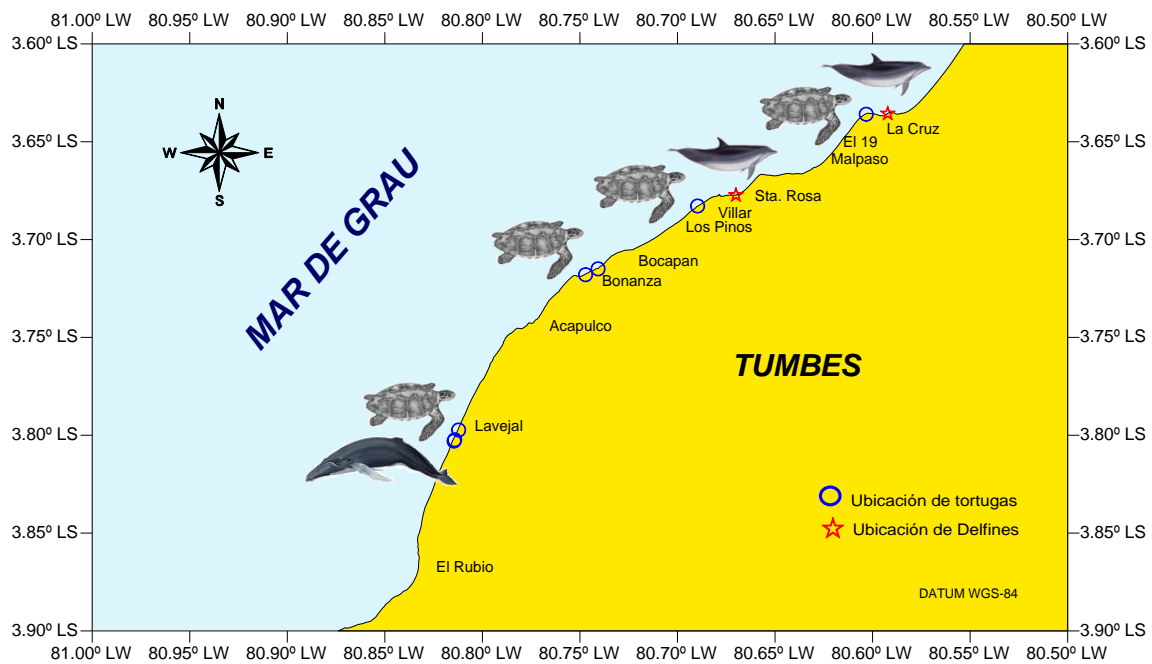 81.00º LW 80.95º LW 80.90º LW 80.85º LW 80.80º LW 80.75º LW 80.70º LW 80.65º LW 80.60º LW 80.55º LW 80.50º LW
3.60º LS 3.60º LS
N
W E
S
3.65º LS 3.65º LS
La Cruz
El 19
Malpaso
MAR DE GRAU
Sta. Rosa
Villar
Los Pinos
3.70º LS 3.70º LS
Bocapan
Bonanza
Acapulco
3.75º LS 3.75º LS
TUMBES
Lavejal
3.80º LS 3.80º LS
Ubicación de tortugas
Ubicación de Delfines
3.85º LS 3.85º LS
El Rubio
DATUM WGS-84
3.90º LS 3.90º LS
81.00º LW 80.95º LW 80.90º LW 80.85º LW 80.80º LW 80.75º LW 80.70º LW 80.65º LW 80.60º LW 80.55º LW 80.50º LW